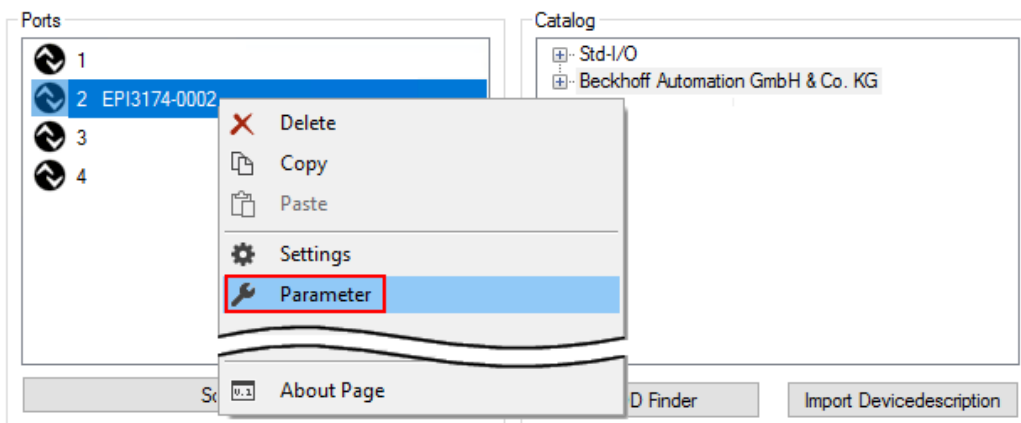 Ports
1
2 EPI3174-0002
3
4
Delete
Copy
Paste
Settings
Parameter
About Page
Catalog
Std-I/O
Beckhoff Automation GmbH & Co. KG
D Finder
Import Devicedescription